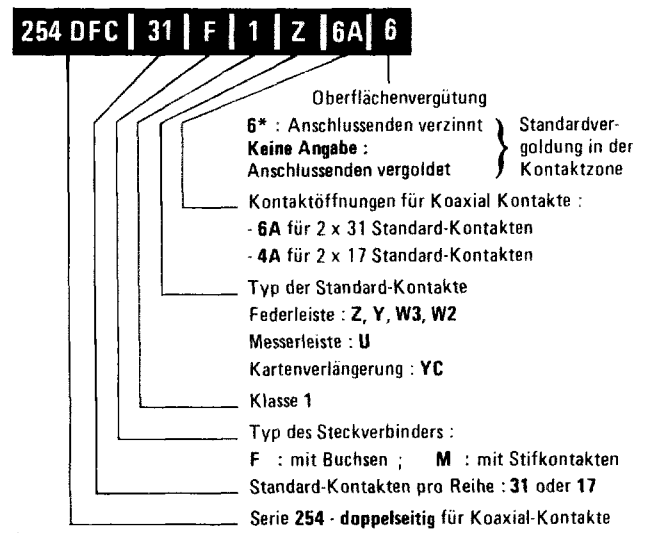 254 DFC | 31 | F | 1 | Z | 6A | 6
Oberflächenvergütung
6* : Anschlussenden verzinnt
Keine Angabe :
Anschlussenden vergoldet
Standardver-
goldung in der
Kontaktzone
Kontaktöffnungen für Koaxial Kontakte :
- 6A für 2 x 31 Standard-Kontakten
- 4A für 2 x 17 Standard-Kontakten
Typ der Standard-Kontakte
Federleiste : Z, Y, W3, W2
Messerleiste : U
Kartenverlängerung : YC
Klasse 1
Typ des Steckverbinders :
F : mit Buchsen ; M : mit Stifkontakten
Standard-Kontakten pro Reihe : 31 oder 17
Serie 254 - doppelseitig für Koaxial-Kontakte